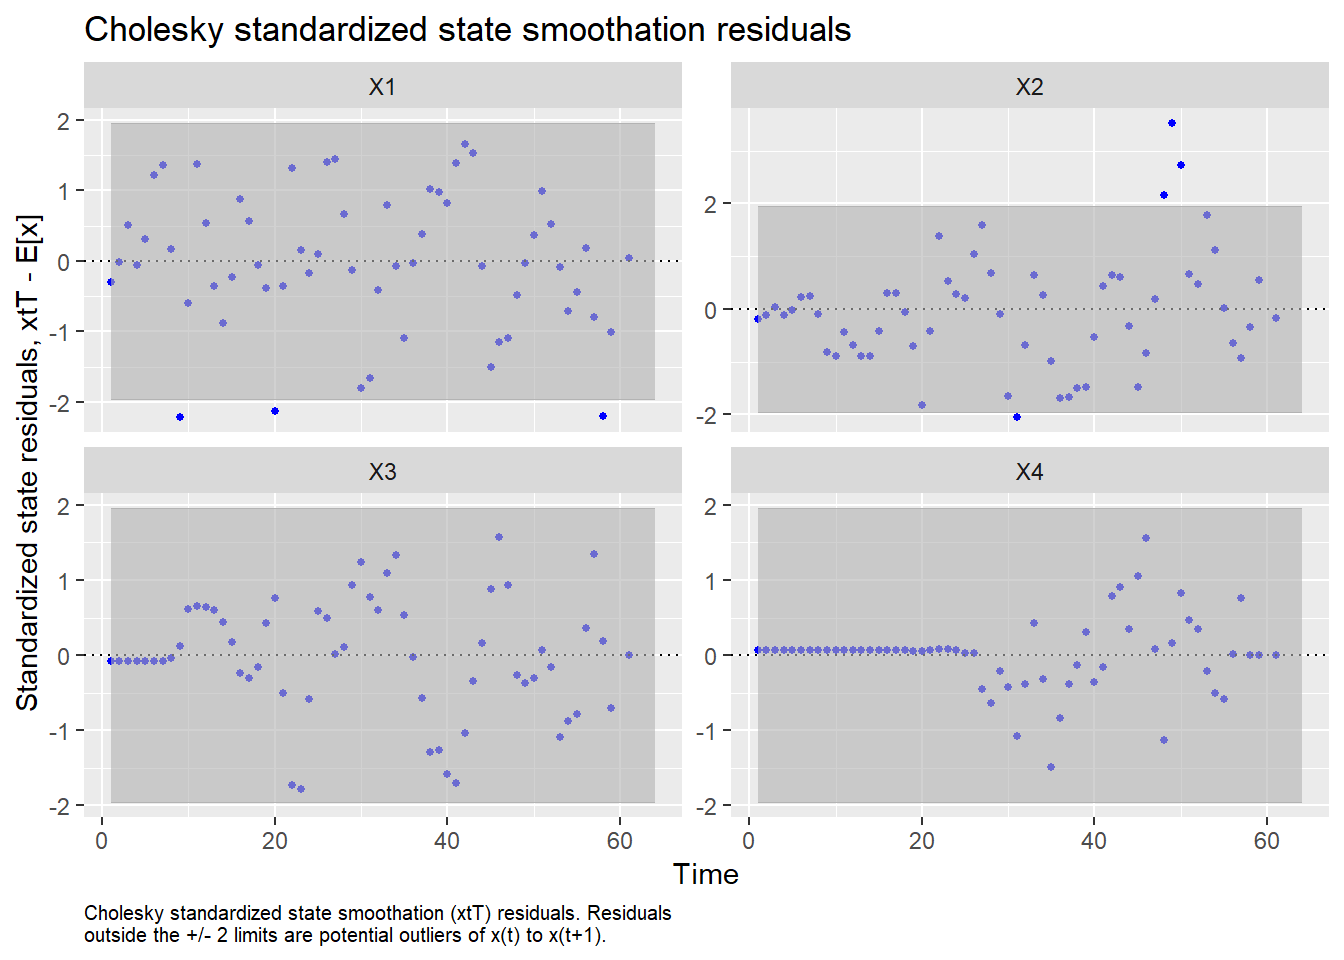 Cholesky standardized state smoothation residuals
X1
X2
2
1
0
-1
-2
2
0
-2
Standardized state residuals, xtT - E[x]
X3
X4
2
1
0
-1
-2
2
1
0
-1
-2
0 20 40 60
0 20 40 60
Time
Cholesky standardized state smoothation (xtT) residuals. Residuals
outside the +/- 2 limits are potential outliers of x(t) to x(t+1).